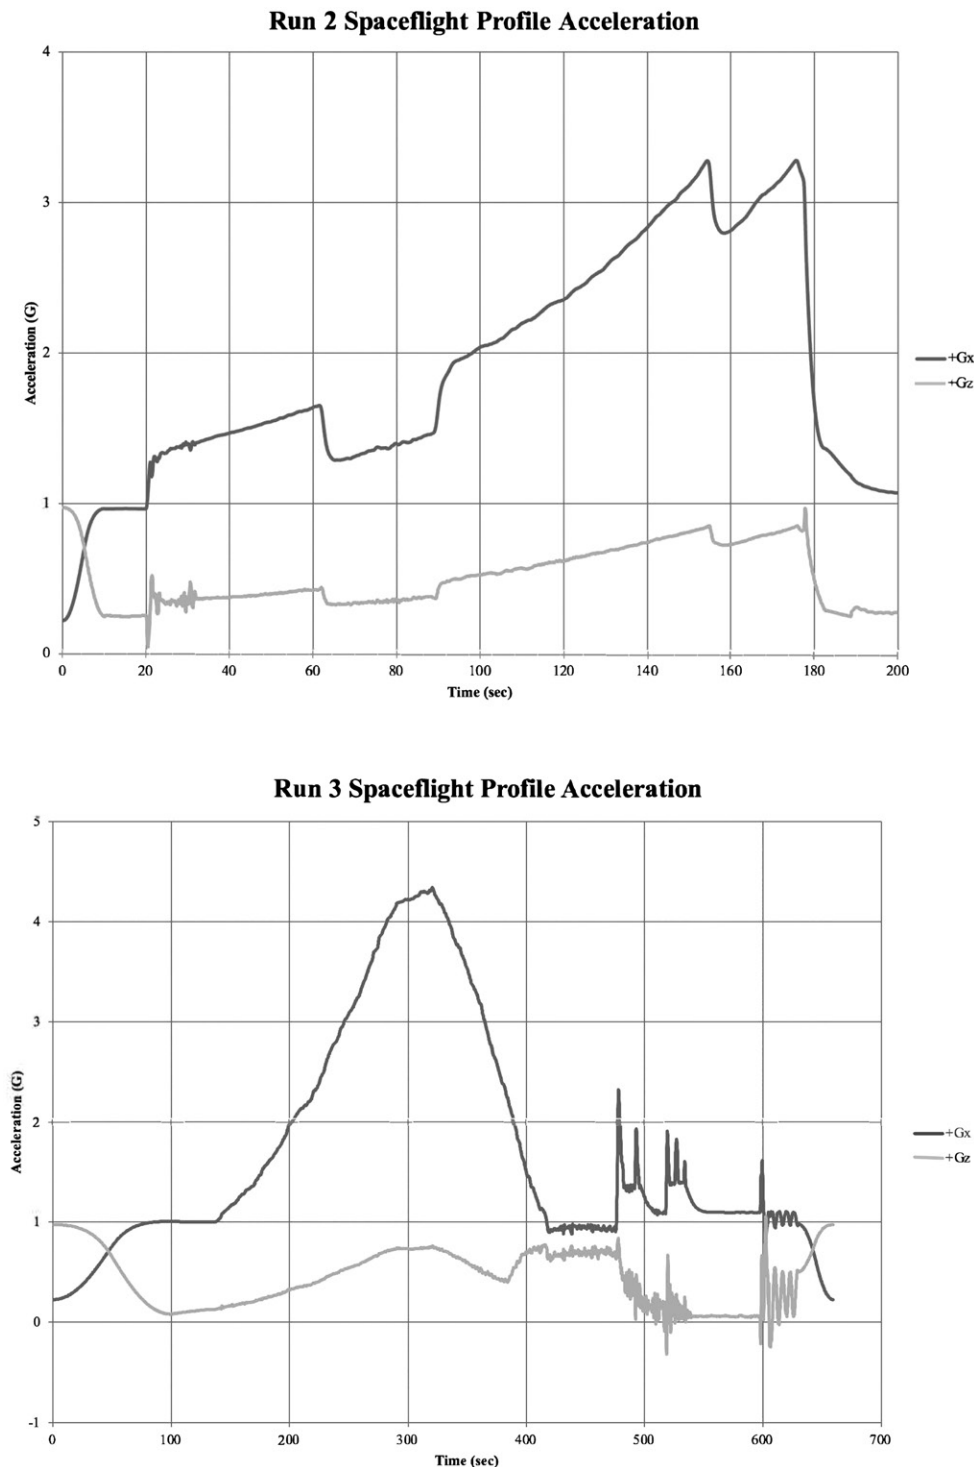 Run 2 Spaceflight Profile Acceleration
4
3
2
1
0
Acceleration (G)
0 20 40 60 80 100 120 140 160 180 200
Time (sec)
+Gx
+Gz
Run 3 Spaceflight Profile Acceleration
5
4
3
2
1
0
-1
Acceleration (G)
0 100 200 300 400 500 600 700
Time (sec)
+Gx
+Gz